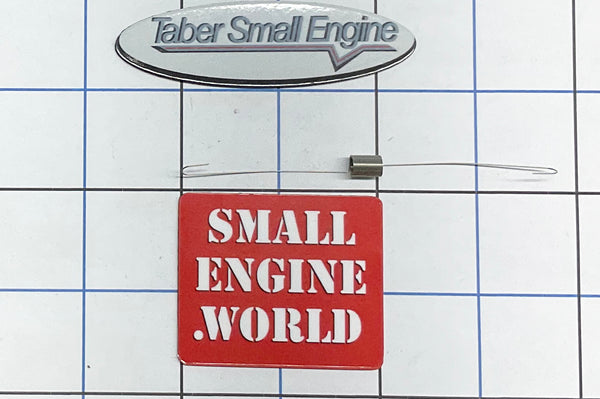 Taber Small Engine
SMALL
ENGINE
.WORLD